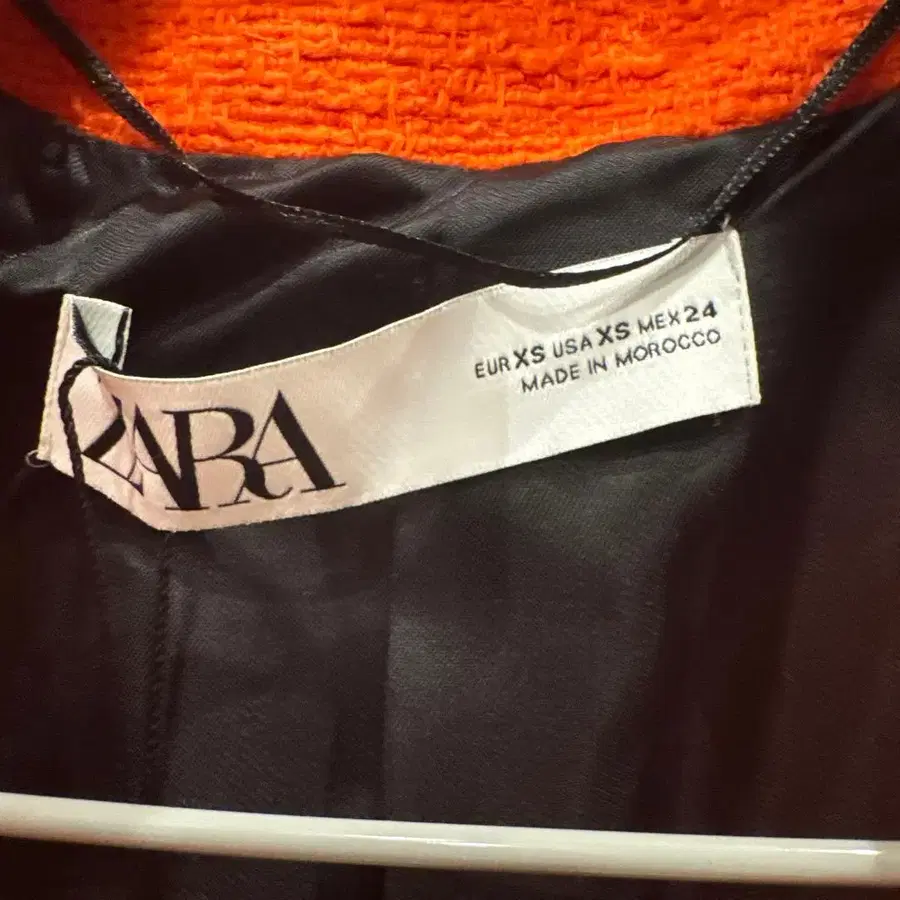 ZARA
EUR XS USA XS MEX 24
MADE IN MOROCCO